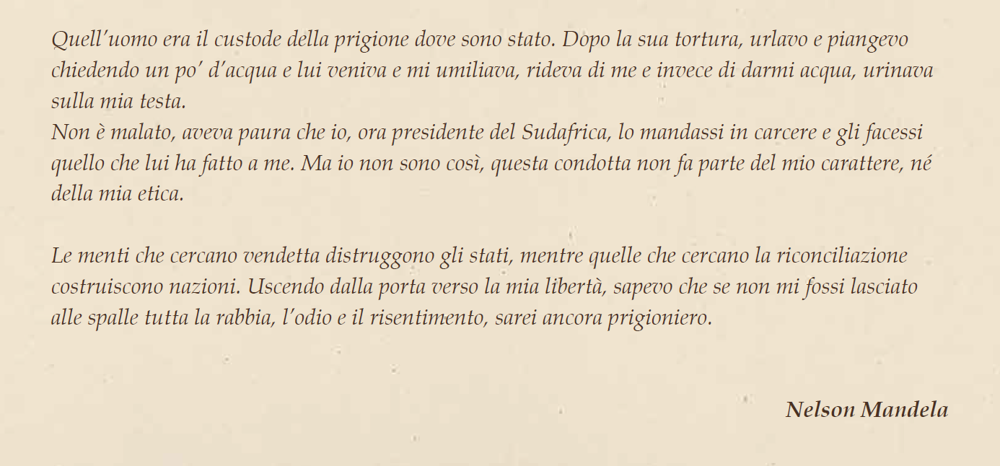 Quell’uomo era il custode della prigione dove sono stato. Dopo la sua tortura, urlavo e piangevo
chiedendo un po’ d’acqua e lui veniva e mi umiliava, rideva di me e invece di darmi acqua, urinava
sulla mia testa.
Non è malato, aveva paura che io, ora presidente del Sudafrica, lo mandassi in carcere e gli facessi
quello che lui ha fatto a me. Ma io non sono così, questa condotta non fa parte del mio carattere, né
della mia etica.
Le menti che cercano vendetta distruggono gli stati, mentre quelle che cercano la riconciliazione
costruiscono nazioni. Uscendo dalla porta verso la mia libertà, sapevo che se non mi fossi lasciato
alle spalle tutta la rabbia, l’odio e il risentimento, sarei ancora prigioniero.
Nelson Mandela